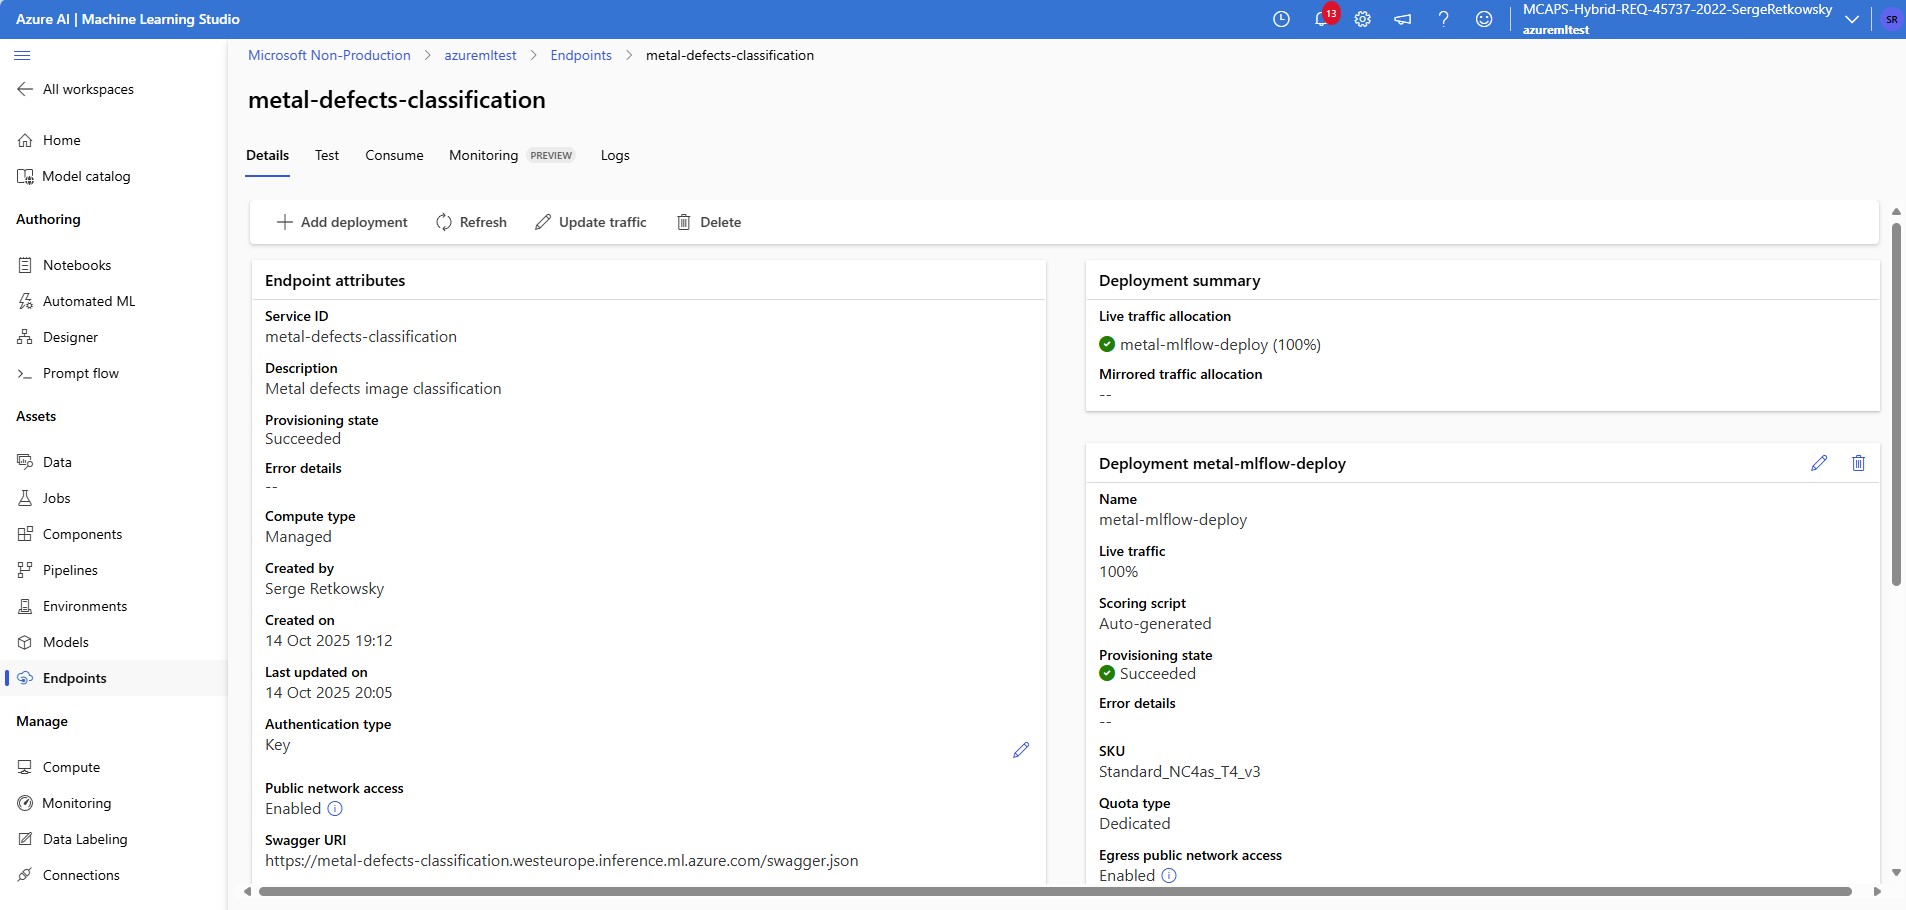 Azure AI | Machine Learning Studio
13
MCAPS-Hybrid-REQ-45737-2022-SergeRetkowsky
azuremltest
SR
All workspaces
Home
Model catalog
Authoring
Notebooks
Automated ML
Designer
Prompt flow
Assets
Data
Jobs
Components
Pipelines
Environments
Models
Endpoints
Manage
Compute
Monitoring
Data Labeling
Connections
Microsoft Non-Production > azuremltest > Endpoints > metal-defects-classification
metal-defects-classification
Details Test Consume Monitoring PREVIEW Logs
Add deployment Refresh Update traffic Delete
Endpoint attributes
Service ID
metal-defects-classification
Description
Metal defects image classification
Provisioning state
Succeeded
Error details
--
Compute type
Managed
Created by
Serge Retkowsky
Created on
14 Oct 2025 19:12
Last updated on
14 Oct 2025 20:05
Authentication type
Key
Public network access
Enabled
Swagger URI
https://metal-defects-classification.westeurope.inference.ml.azure.com/swagger.json
Deployment summary
Live traffic allocation
metal-mlflow-deploy (100%)
Mirrored traffic allocation
--
Deployment metal-mlflow-deploy
Name
metal-mlflow-deploy
Live traffic
100%
Scoring script
Auto-generated
Provisioning state
Succeeded
Error details
--
SKU
Standard_NC4as_T4_v3
Quota type
Dedicated
Egress public network access
Enabled